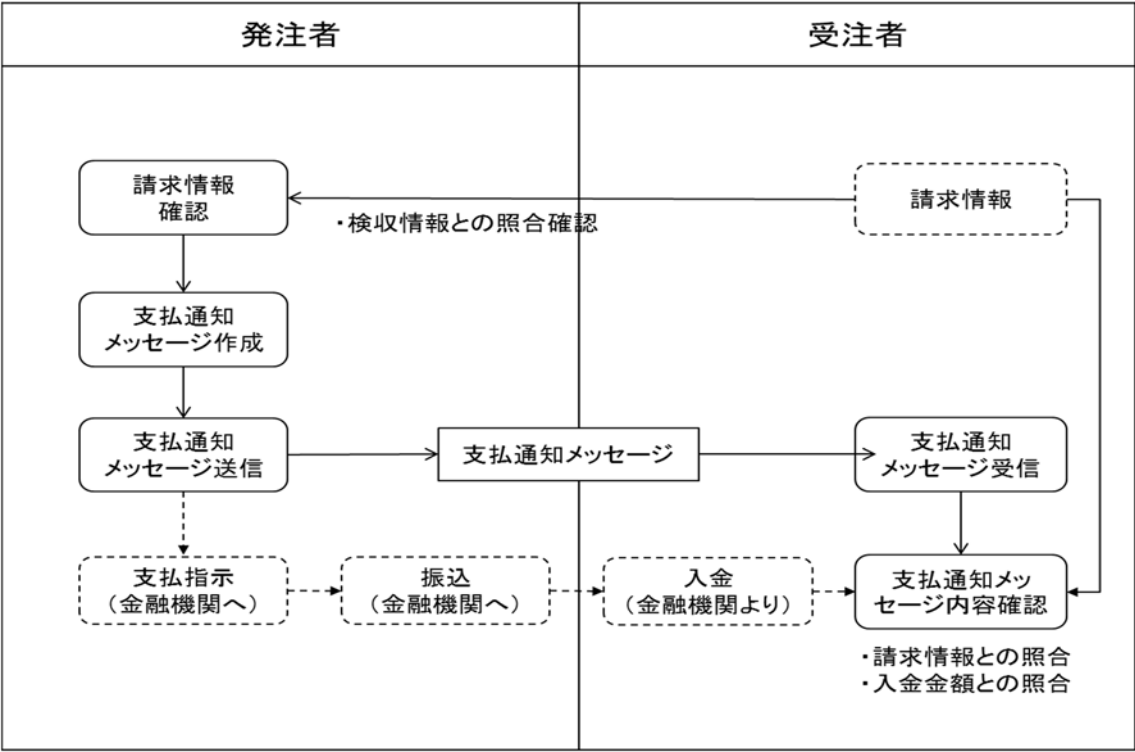 発注者
受注者
請求情報
確認
請求情報
・検収情報との照合確認
支払通知
メッセージ作成
支払通知
メッセージ送信
支払通知メッセージ
支払通知
メッセージ受信
支払指示
（金融機関へ）
振込
（金融機関へ）
入金
（金融機関より）
支払通知メッ
セージ内容確認
・請求情報との照合
・入金金額との照合